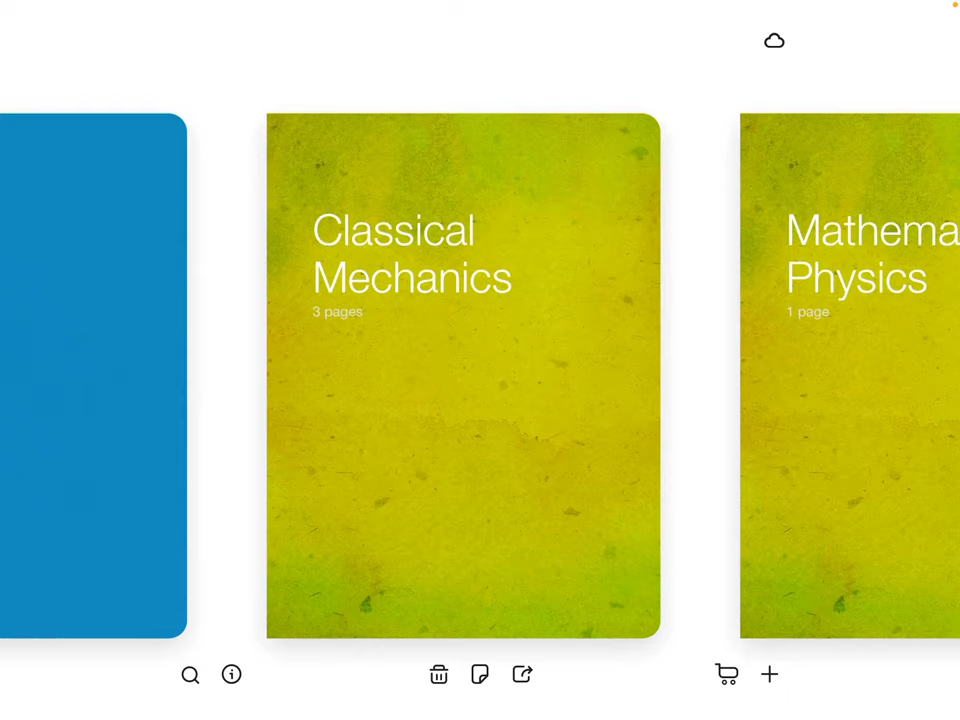 Classical
Mechanics
3 pages
Mathema
Physics
1 page